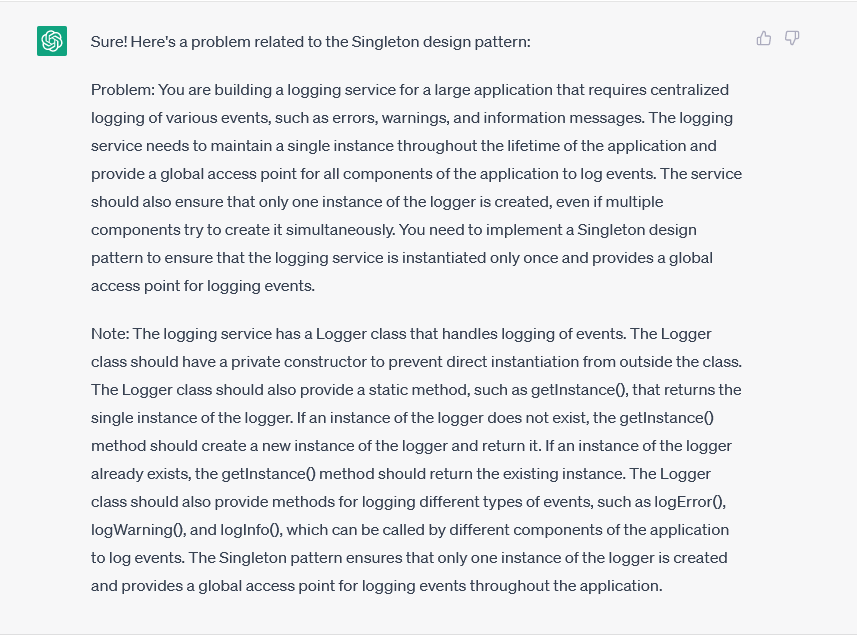 Sure! Here's a problem related to the Singleton design pattern:
Problem: You are building a logging service for a large application that requires centralized
logging of various events, such as errors, warnings, and information messages. The logging
service needs to maintain a single instance throughout the lifetime of the application and
provide a global access point for all components of the application to log events. The service
should also ensure that only one instance of the logger is created, even if multiple
components try to create it simultaneously. You need to implement a Singleton design
pattern to ensure that the logging service is instantiated only once and provides a global
access point for logging events.
Note: The logging service has a Logger class that handles logging of events. The Logger
class should have a private constructor to prevent direct instantiation from outside the class.
The Logger class should also provide a static method, such as getInstance(), that returns the
single instance of the logger. If an instance of the logger does not exist, the getInstance()
method should create a new instance of the logger and return it. If an instance of the logger
already exists, the getInstance() method should return the existing instance. The Logger
class should also provide methods for logging different types of events, such as logError(),
logWarning(), and logInfo(), which can be called by different components of the application
to log events. The Singleton pattern ensures that only one instance of the logger is created
and provides a global access point for logging events throughout the application.